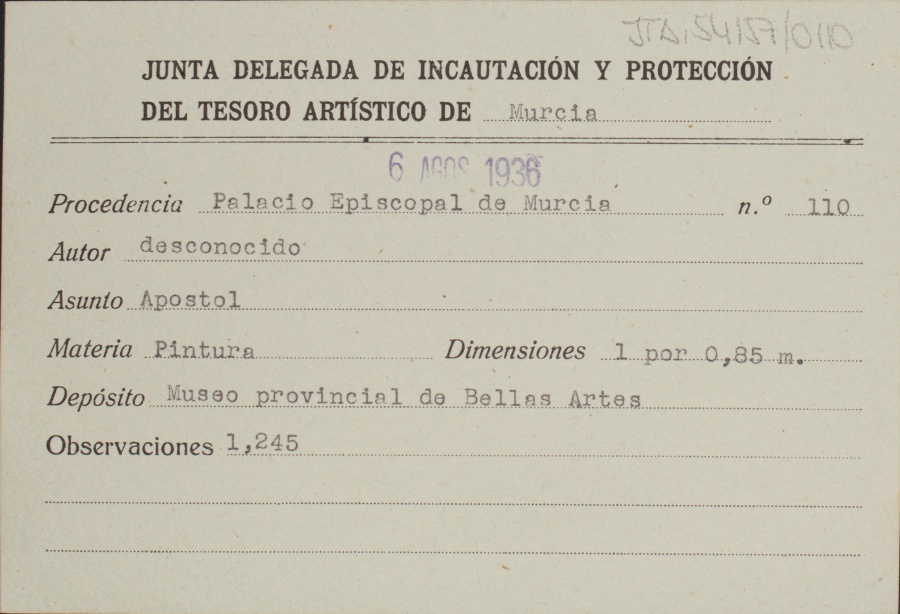 JTA, 54/57/0110
JUNTA DELEGADA DE INCAUTACIÓN Y PROTECCIÓN
DEL TESORO ARTÍSTICO DE Murcia
6 AGOS 1936
Procedencia Palacio Episcopal de Murcia n.º 110
Autor desconocido
Asunto Apostol
Materia Pintura Dimensiones 1 por 0,85 m.
Depósito Museo provincial de Bellas Artes
Observaciones 1,245